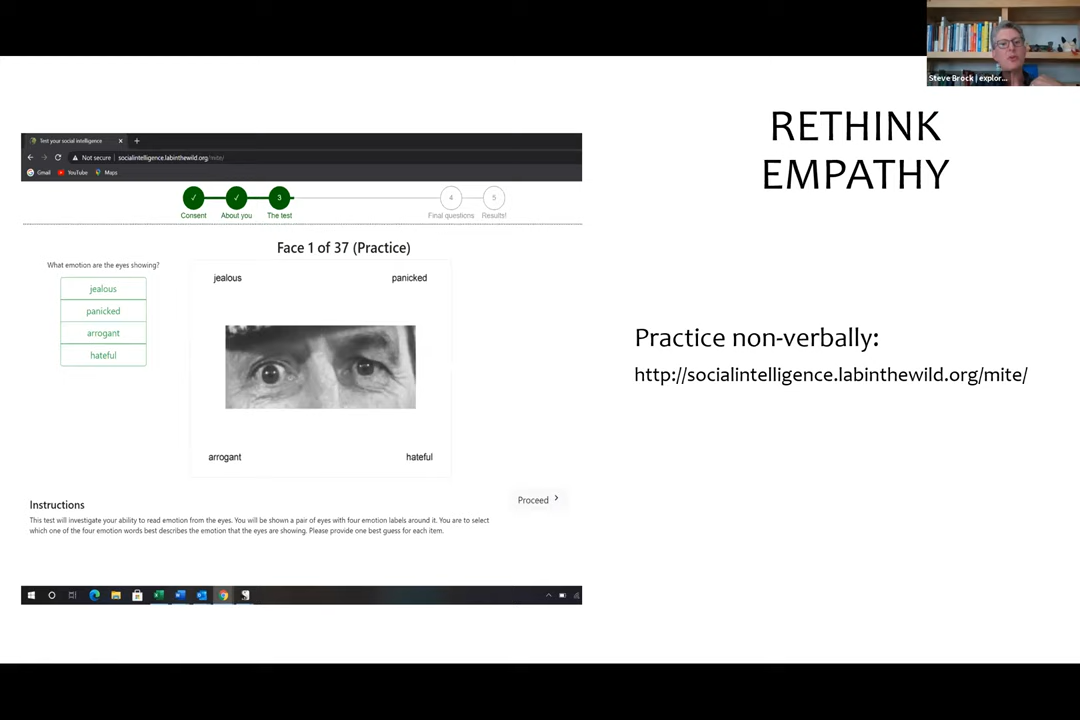 Steve Brock | explor...
RETHINK
EMPATHY
Test your social intelligence
Not secure | socialintelligence.labinthewild.org/mite/
Gmail YouTube Maps
✓ ✓ 3 4 5
Consent About you The test Final questions Results!
Face 1 of 37 (Practice)
What emotion are the eyes showing?
jealous
panicked
arrogant
hateful
jealous panicked
arrogant hateful
Proceed >
Instructions
This test will investigate your ability to read emotion from the eyes. You will be shown a pair of eyes with four emotion labels around it. You are to select
which one of the four emotion words best describes the emotion that the eyes are showing. Please provide one best guess for each item.
Practice non-verbally:
http://socialintelligence.labinthewild.org/mite/